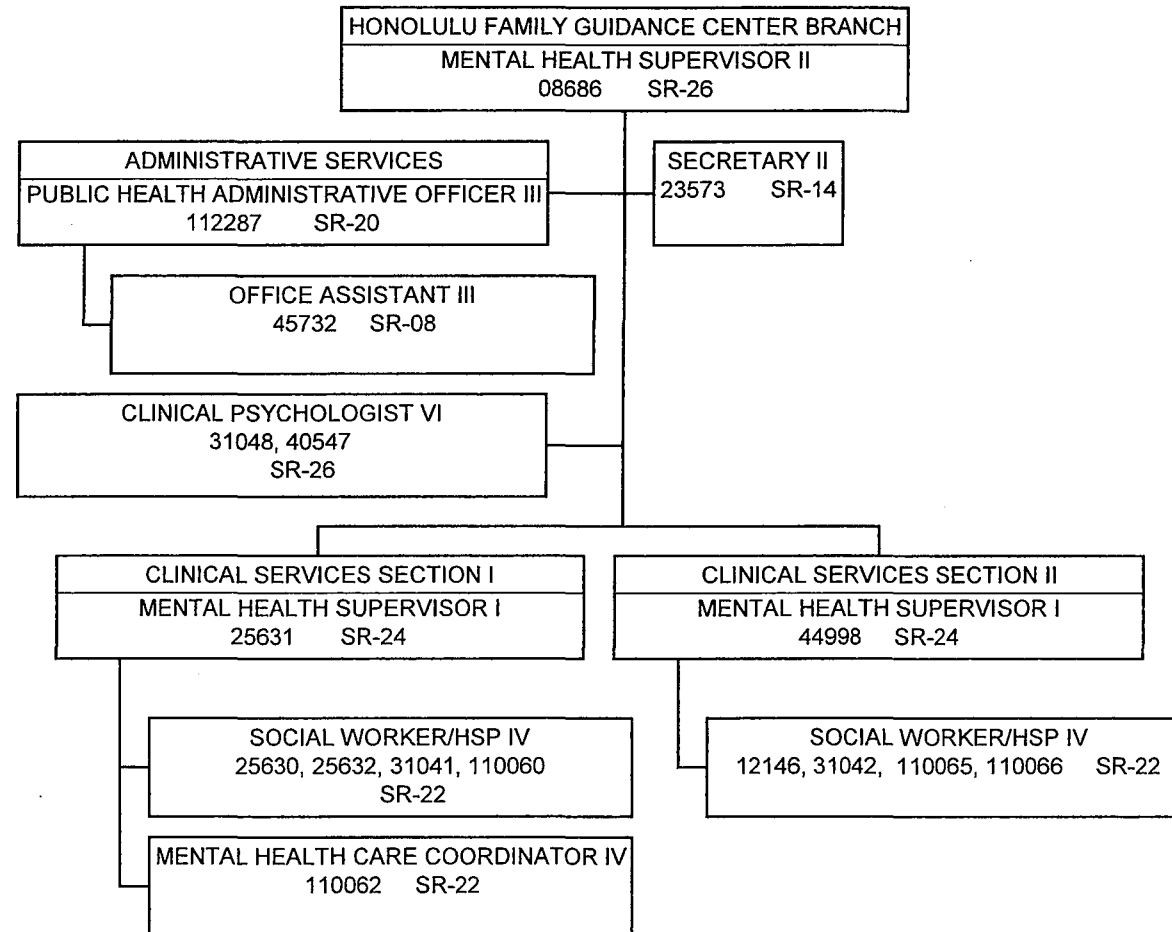 HONOLULU FAMILY GUIDANCE CENTER BRANCH
MENTAL HEALTH SUPERVISOR II
08686 SR-26
ADMINISTRATIVE SERVICES
PUBLIC HEALTH ADMINISTRATIVE OFFICER III
112287 SR-20
SECRETARY II
23573 SR-14
OFFICE ASSISTANT III
45732 SR-08
CLINICAL PSYCHOLOGIST VI
31048, 40547
SR-26
CLINICAL SERVICES SECTION I
MENTAL HEALTH SUPERVISOR I
25631 SR-24
CLINICAL SERVICES SECTION II
MENTAL HEALTH SUPERVISOR I
44998 SR-24
SOCIAL WORKER/HSP IV
25630, 25632, 31041, 110060
SR-22
SOCIAL WORKER/HSP IV
12146, 31042, 110065, 110066 SR-22
MENTAL HEALTH CARE COORDINATOR IV
110062 SR-22